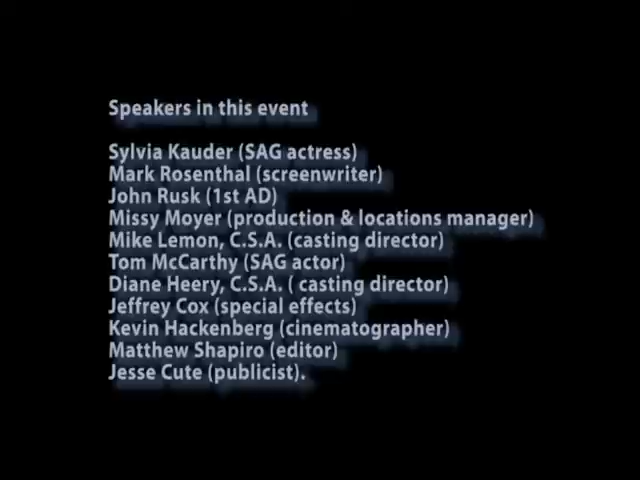 Speakers in this event
Sylvia Kauder (SAG actress)
Mark Rosenthal (screenwriter)
John Rusk (1st AD)
Missy Moyer (production & locations manager)
Mike Lemon, C.S.A. (casting director)
Tom McCarthy (SAG actor)
Diane Heery, C.S.A. ( casting director)
Jeffrey Cox (special effects)
Kevin Hackenberg (cinematographer)
Matthew Shapiro (editor)
Jesse Cute (publicist).